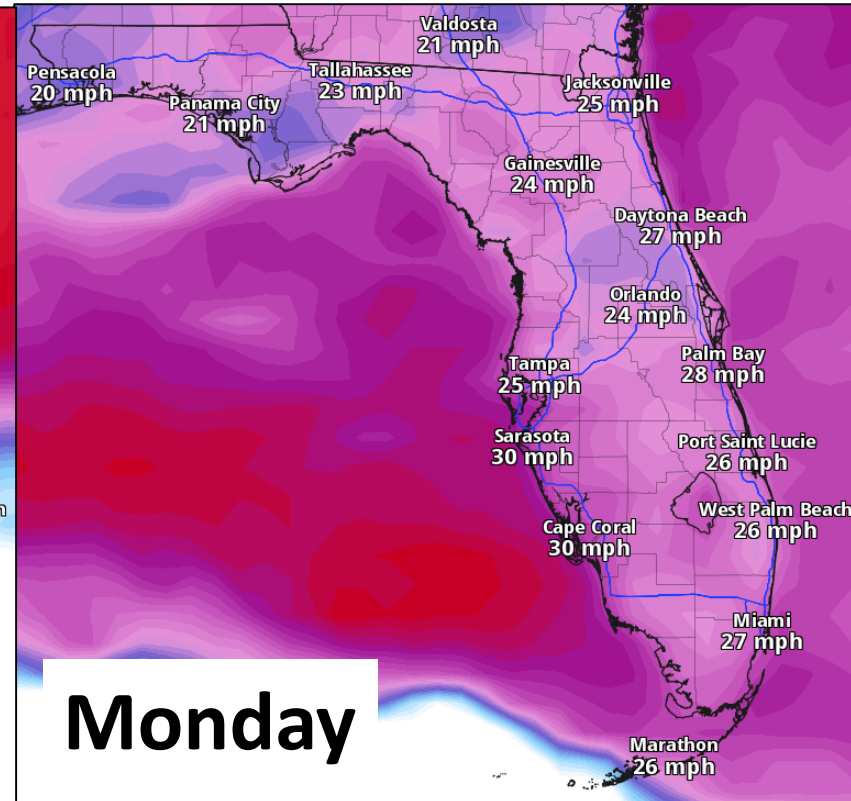 Valdosta
21 mph
Pensacola
20 mph
Tallahassee
23 mph
Jacksonville
25 mph
Panama City
21 mph
Gainesville
24 mph
Daytona Beach
27 mph
Orlando
24 mph
Tampa
25 mph
Palm Bay
28 mph
Sarasota
30 mph
Port Saint Lucie
26 mph
West Palm Beach
26 mph
Cape Coral
30 mph
Miami
27 mph
Monday
Marathon
26 mph